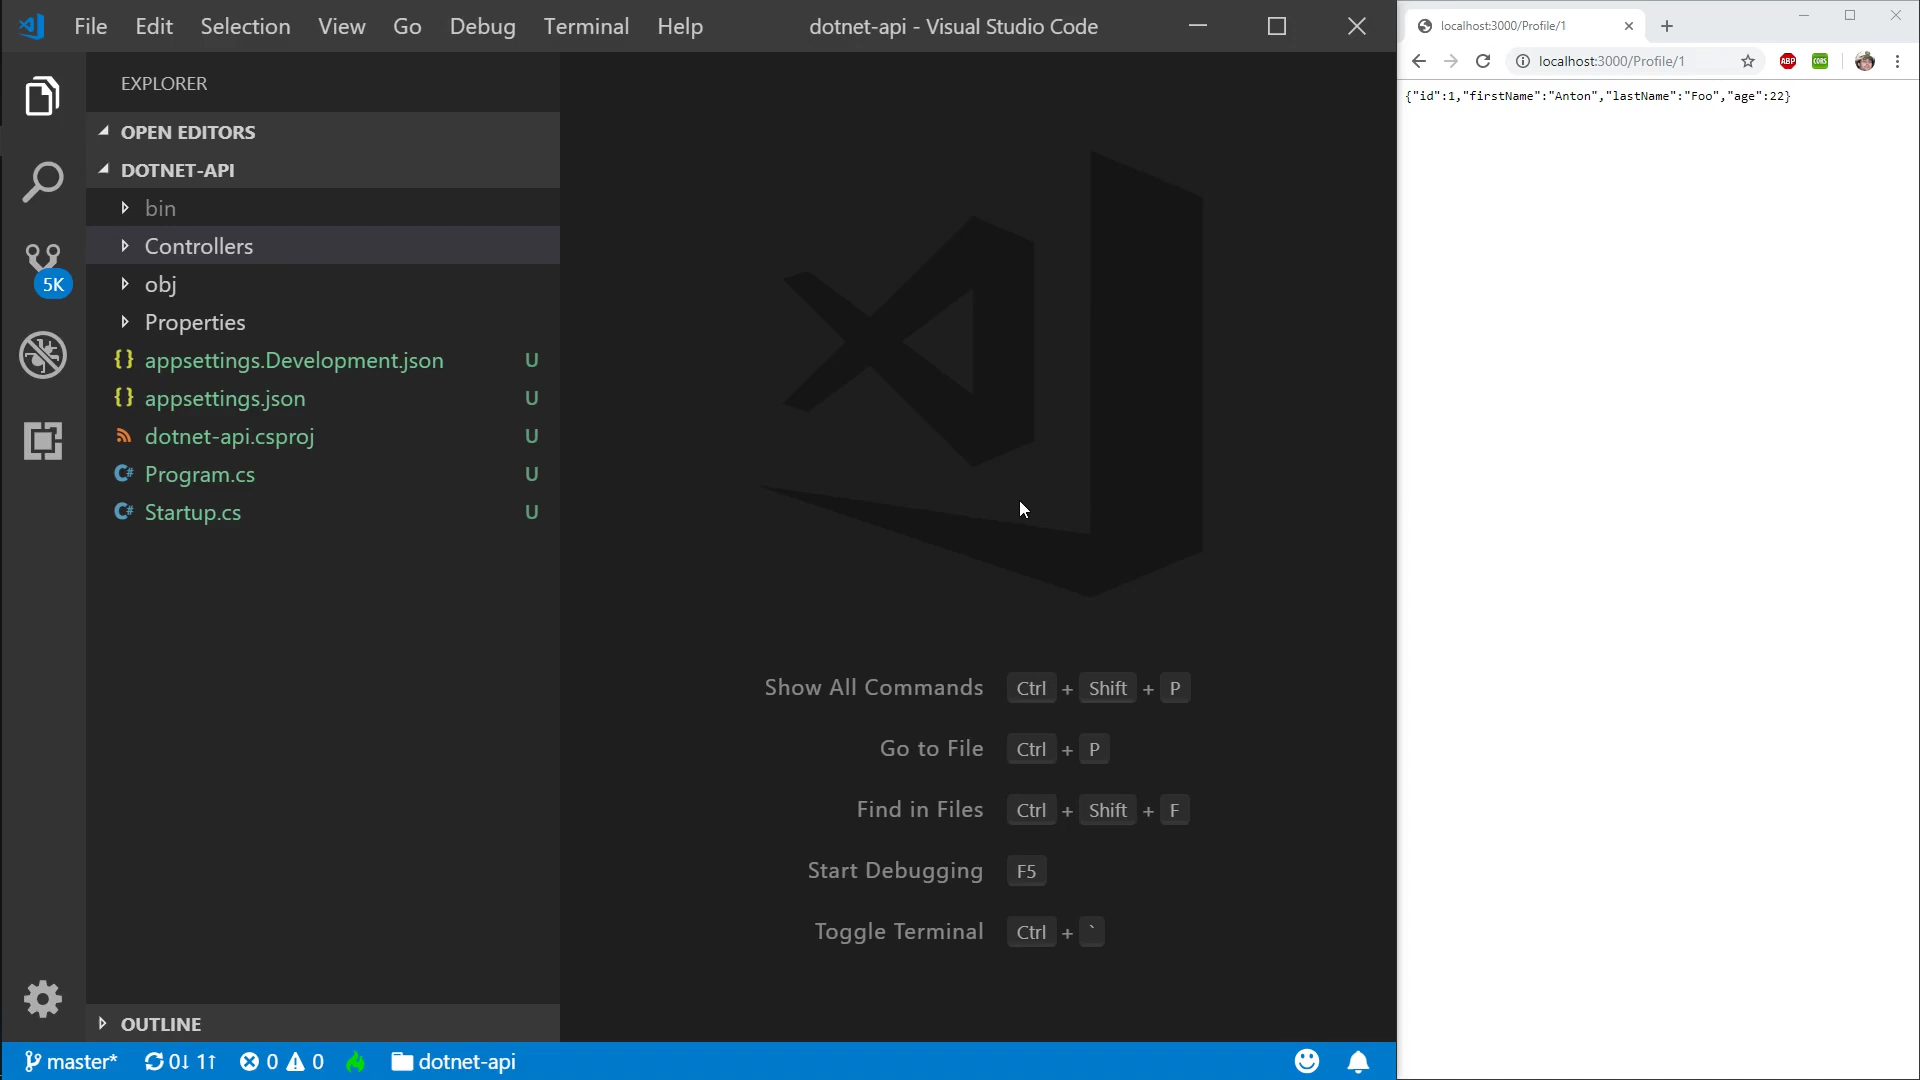 File Edit Selection View Go Debug Terminal Help
dotnet-api - Visual Studio Code
EXPLORER
OPEN EDITORS
DOTNET-API
bin
Controllers
obj
Properties
{} appsettings.Development.json U
{} appsettings.json U
dotnet-api.csproj U
C# Program.cs U
C# Startup.cs U
5K
OUTLINE
Show All Commands Ctrl + Shift + P
Go to File Ctrl + P
Find in Files Ctrl + Shift + F
Start Debugging F5
Toggle Terminal Ctrl + `
master* 0↓ 1↑ 0 0 dotnet-api
localhost:3000/Profile/1
localhost:3000/Profile/1
ABP
CORS
{"id":1,"firstName":"Anton","lastName":"Foo","age":22}